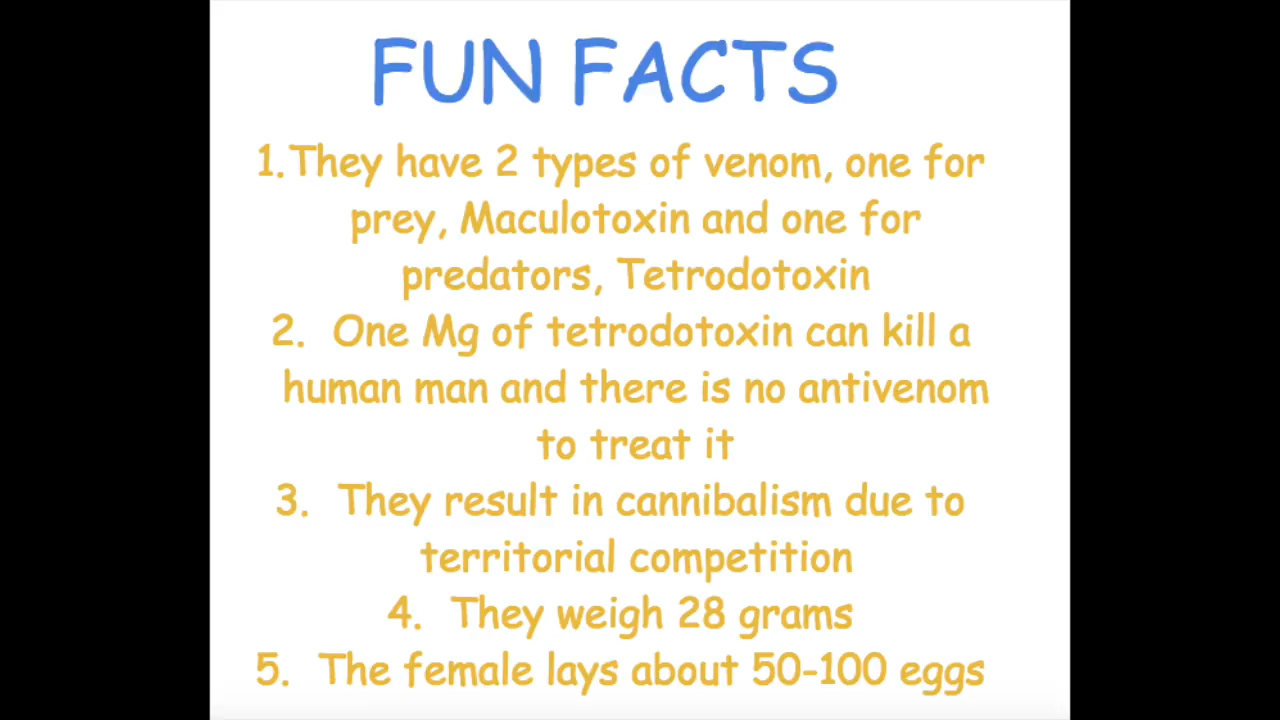 FUN FACTS
1.They have 2 types of venom, one for
prey, Maculotoxin and one for
predators, Tetrodotoxin
2. One Mg of tetrodotoxin can kill a
human man and there is no antivenom
to treat it
3. They result in cannibalism due to
territorial competition
4. They weigh 28 grams
5. The female lays about 50-100 eggs